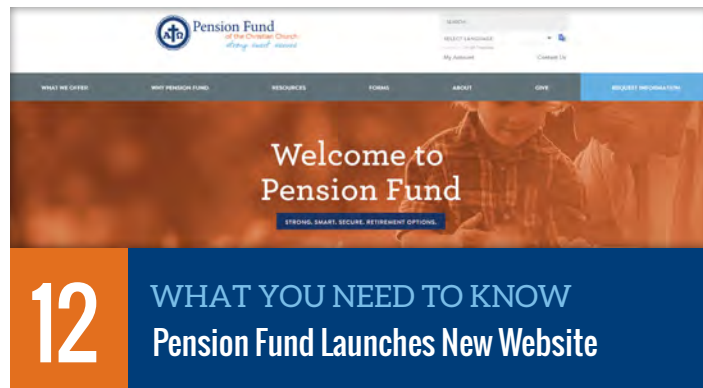 Pension Fund
of the Christian Church
strong smart secure
SEARCH
SELECT LANGUAGE
My Account Contact Us
WHAT WE OFFER WHY PENSION FUND RESOURCES FORMS ABOUT GIVE REQUEST INFORMATION
Welcome to
Pension Fund
STRONG. SMART. SECURE. RETIREMENT OPTIONS.
12
WHAT YOU NEED TO KNOW
Pension Fund Launches New Website